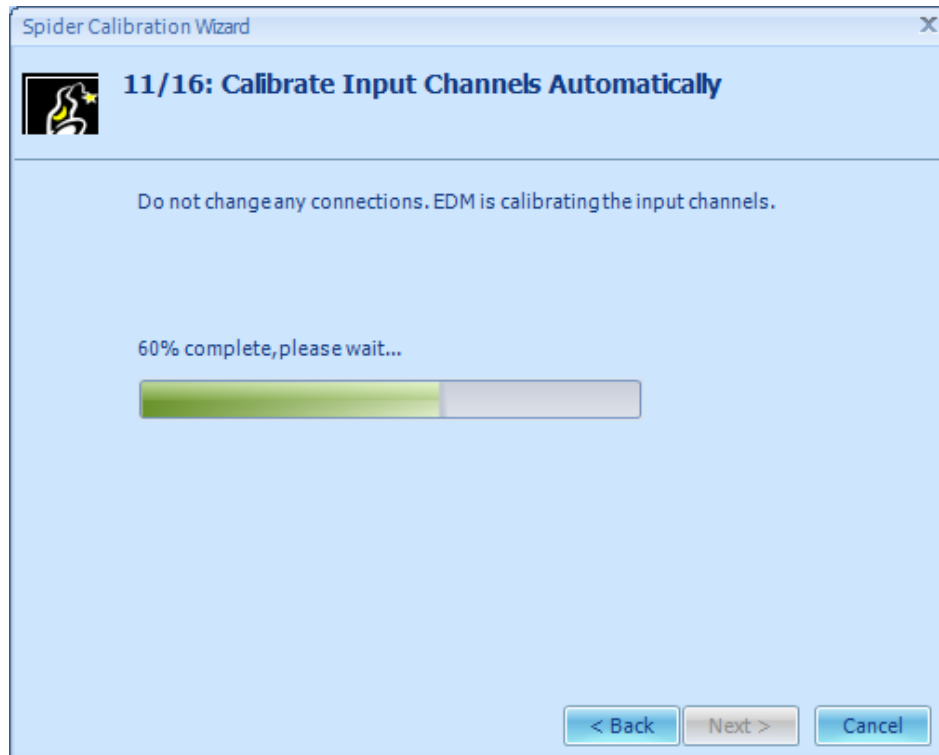 Spider Calibration Wizard
X
11/16: Calibrate Input Channels Automatically
Do not change any connections. EDM is calibrating the input channels.
60% complete, please wait...
< Back Next > Cancel